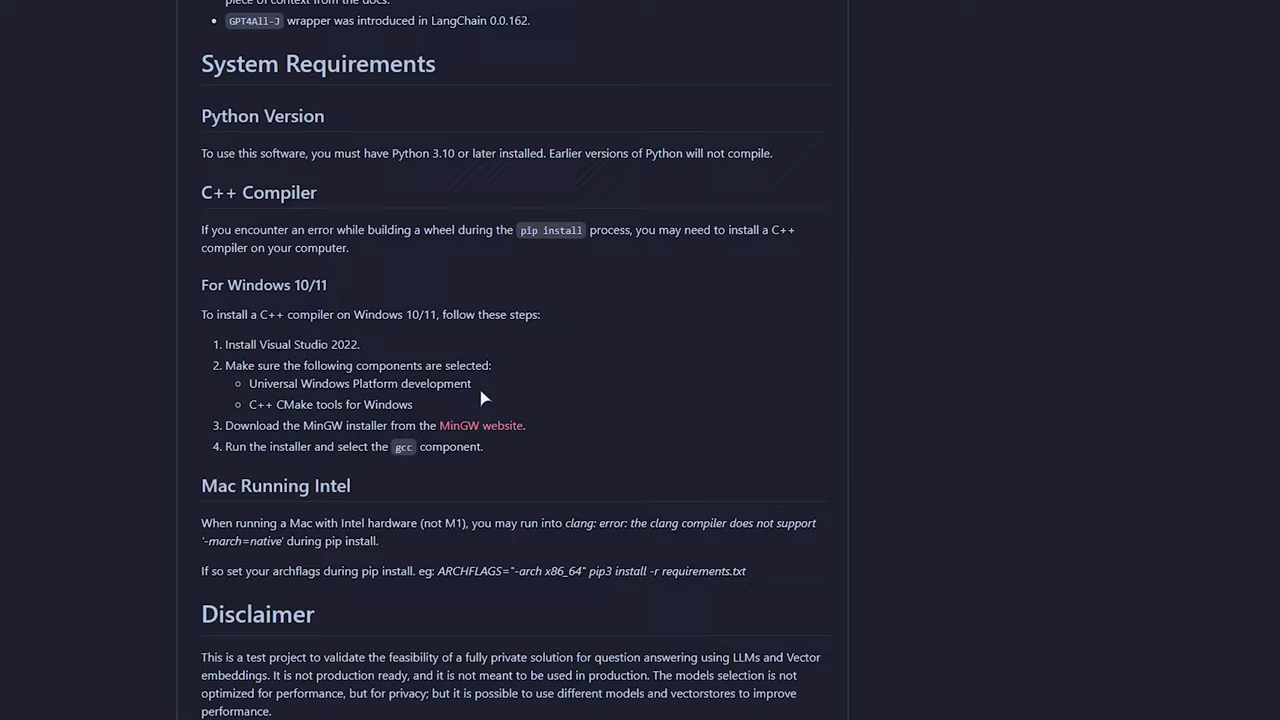 piece of context from the docs.
GPT4All-J wrapper was introduced in LangChain 0.0.162.
System Requirements
Python Version
To use this software, you must have Python 3.10 or later installed. Earlier versions of Python will not compile.
C++ Compiler
If you encounter an error while building a wheel during the pip install process, you may need to install a C++
compiler on your computer.
For Windows 10/11
To install a C++ compiler on Windows 10/11, follow these steps:
1. Install Visual Studio 2022.
2. Make sure the following components are selected:
Universal Windows Platform development
C++ CMake tools for Windows
3. Download the MinGW installer from the MinGW website.
4. Run the installer and select the gcc component.
Mac Running Intel
When running a Mac with Intel hardware (not M1), you may run into clang: error: the clang compiler does not support
'-march=native' during pip install.
If so set your archflags during pip install. eg: ARCHFLAGS="-arch x86_64" pip3 install -r requirements.txt
Disclaimer
This is a test project to validate the feasibility of a fully private solution for question answering using LLMs and Vector
embeddings. It is not production ready, and it is not meant to be used in production. The models selection is not
optimized for performance, but for privacy; but it is possible to use different models and vectorstores to improve
performance.